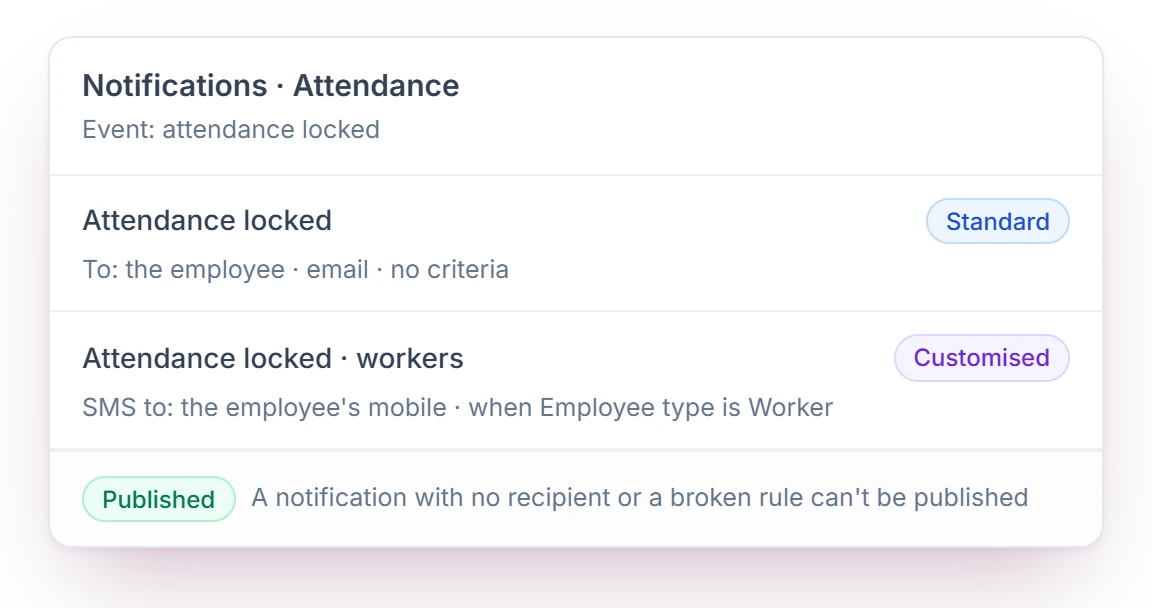 Notifications · Attendance
Event: attendance locked
Attendance locked
Standard
To: the employee · email · no criteria
Attendance locked · workers
Customised
SMS to: the employee's mobile · when Employee type is Worker
Published
A notification with no recipient or a broken rule can't be published